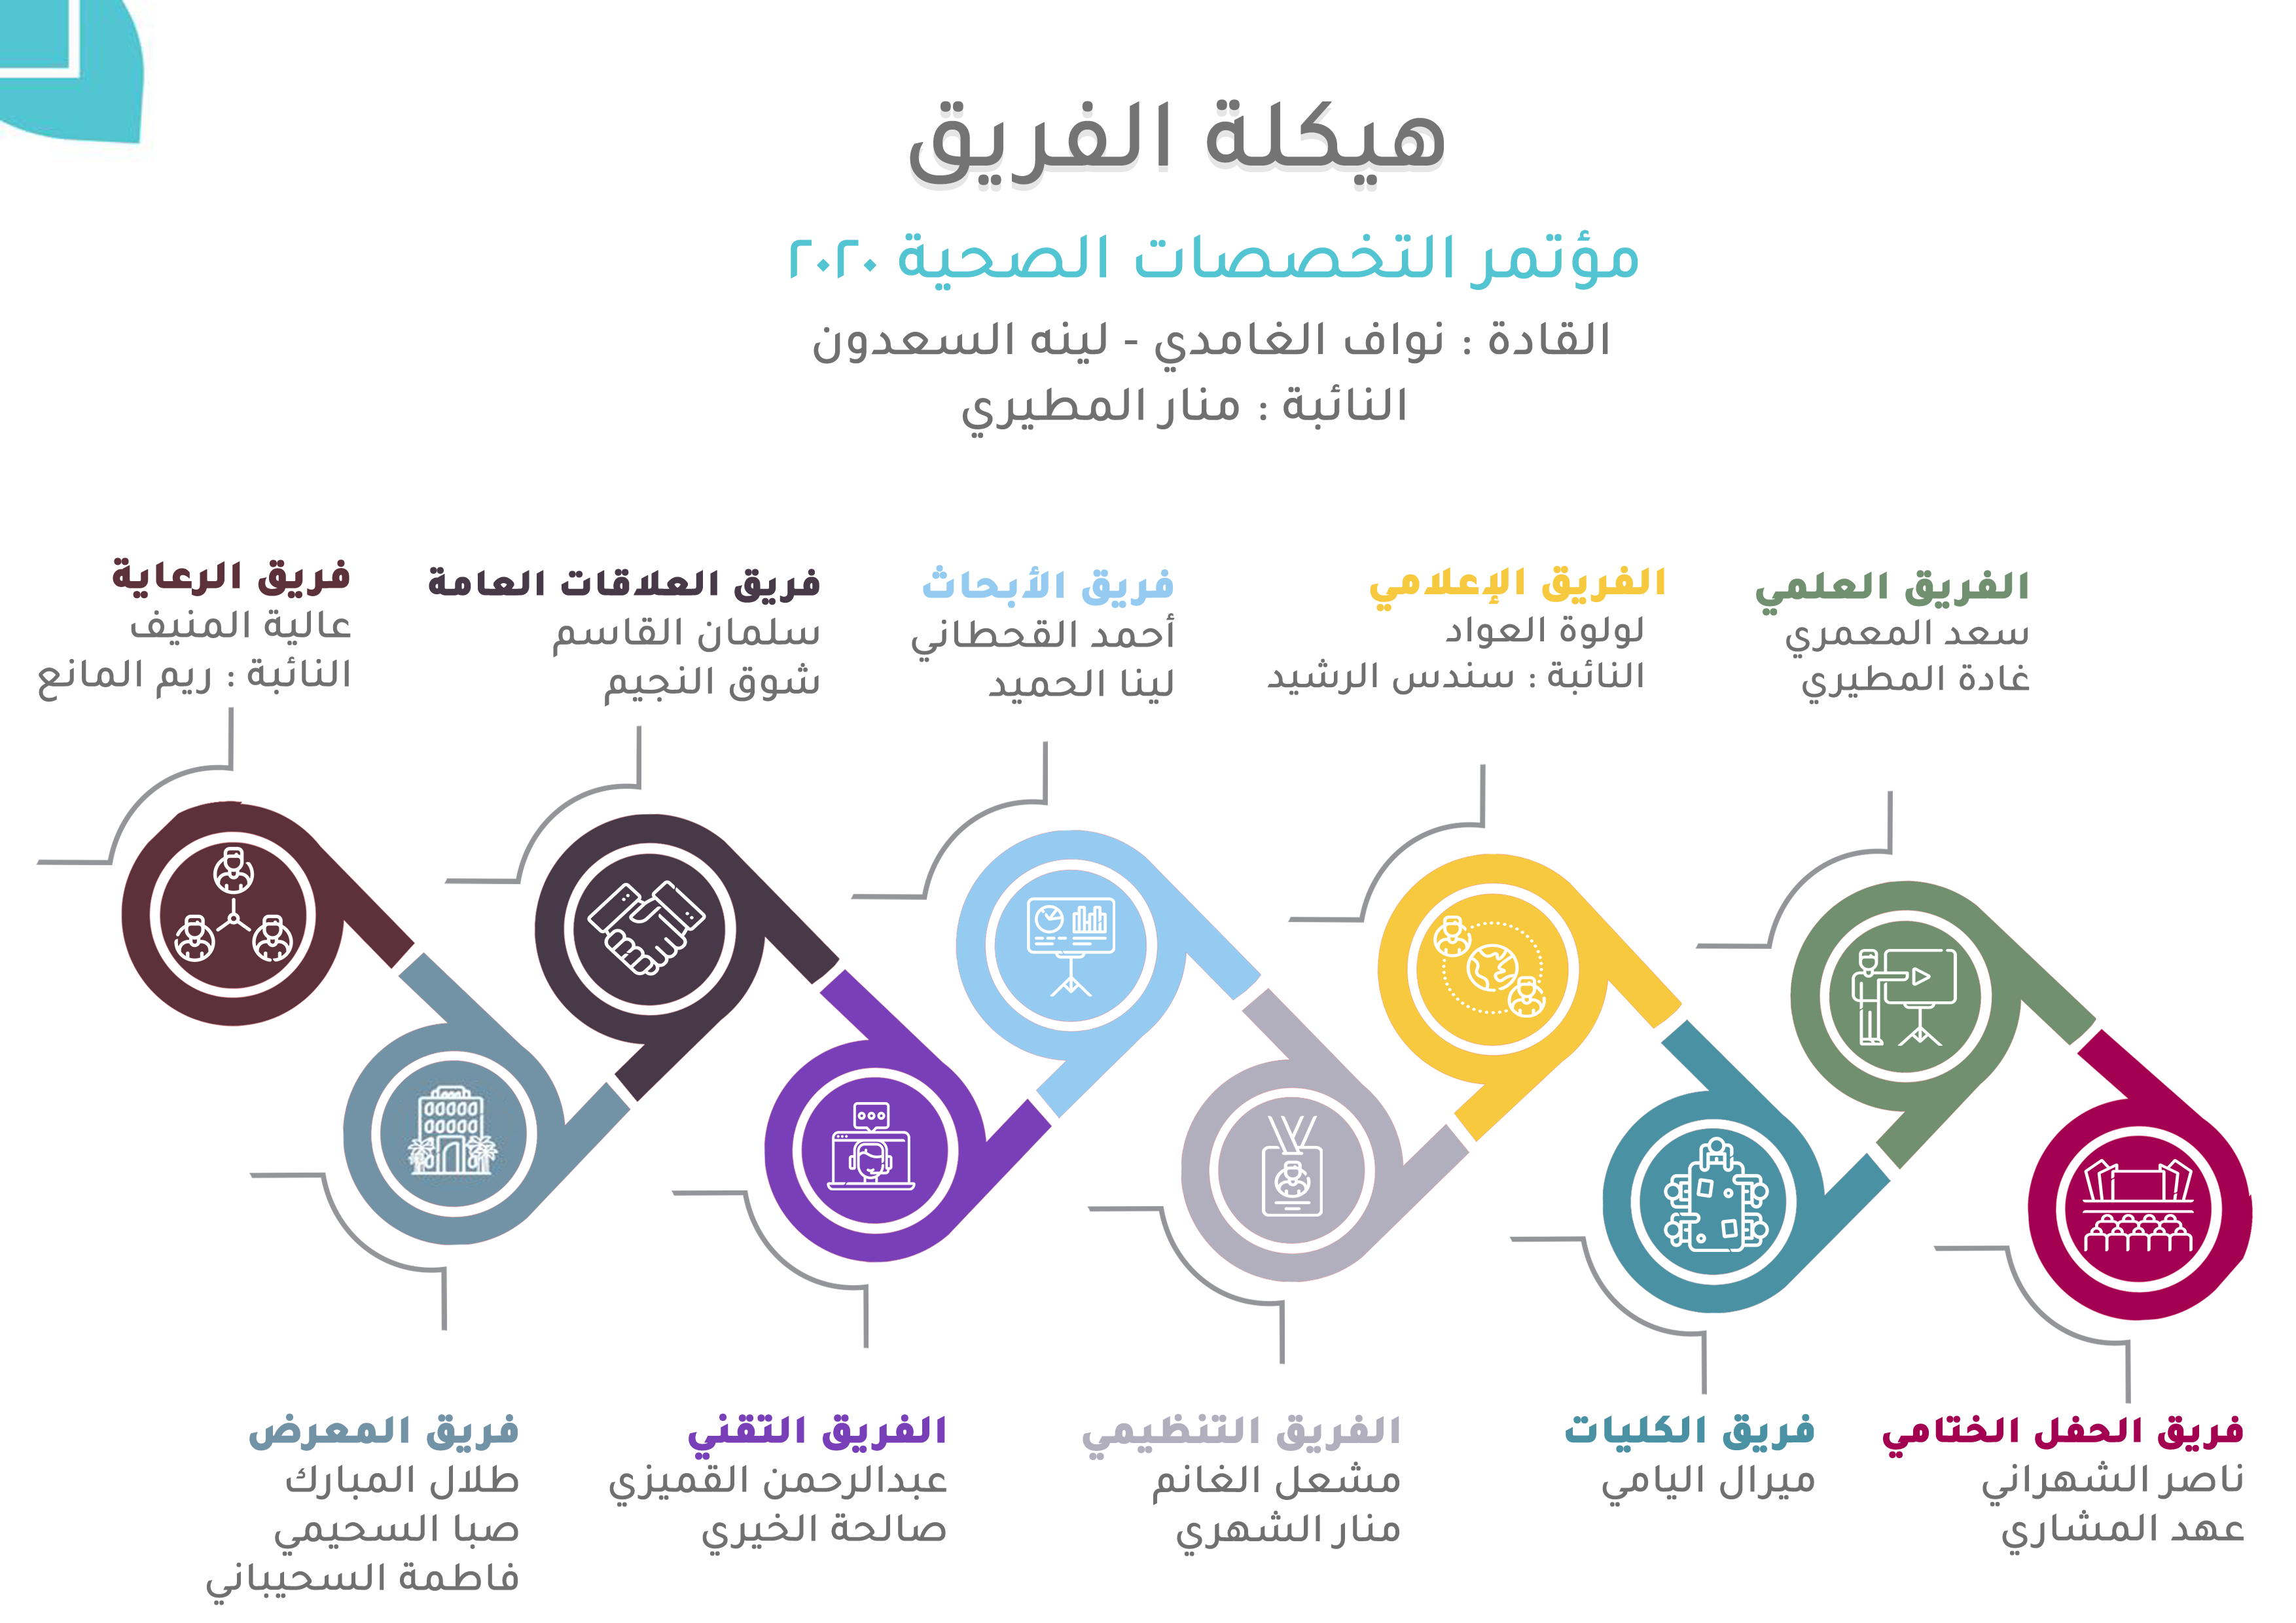 هيكلة الفريق
مؤتمر التخصصات الصحية ٢٠٢٠
القادة : نواف الغامدي - لينه السعدون
النائبة : منار المطيري
الفريق العلمي
سعد المعمري
غادة المطيري
الفريق الإعلامي
لولوة العواد
النائبة : سندس الرشيد
فريق الأبحاث
أحمد القحطاني
لينا الحميد
فريق العلاقات العامة
سلمان القاسم
شوق النجيم
فريق الرعاية
عالية المنيف
النائبة : ريم المانع
فريق الحفل الختامي
ناصر الشهراني
عهد المشاري
فريق الكليات
ميرال اليامي
الفريق التنظيمي
مشعل الغانم
منار الشهري
الفريق التقني
عبدالرحمن القميزي
صالحة الخيري
فريق المعرض
طلال المبارك
صبا السحيمي
فاطمة السحيباني